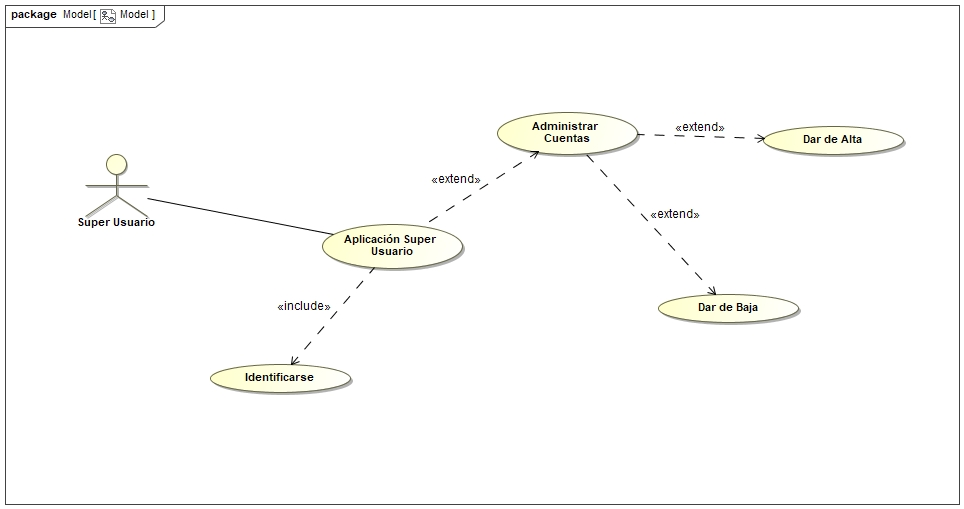 package Model [ Model ]
Administrar
Cuentas
«extend»
Dar de Alta
«extend»
Super Usuario
«extend»
Aplicación Super
Usuario
«include»
Dar de Baja
Identificarse